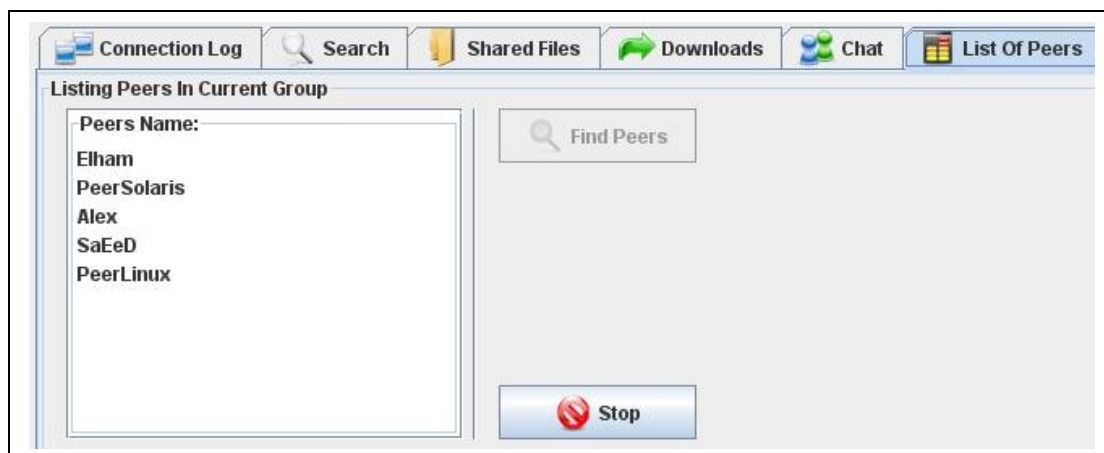 Connection Log Search Shared Files Downloads Chat List Of Peers
Listing Peers In Current Group
Peers Name:
Elham
PeerSolaris
Alex
SaEeD
PeerLinux
Find Peers
Stop